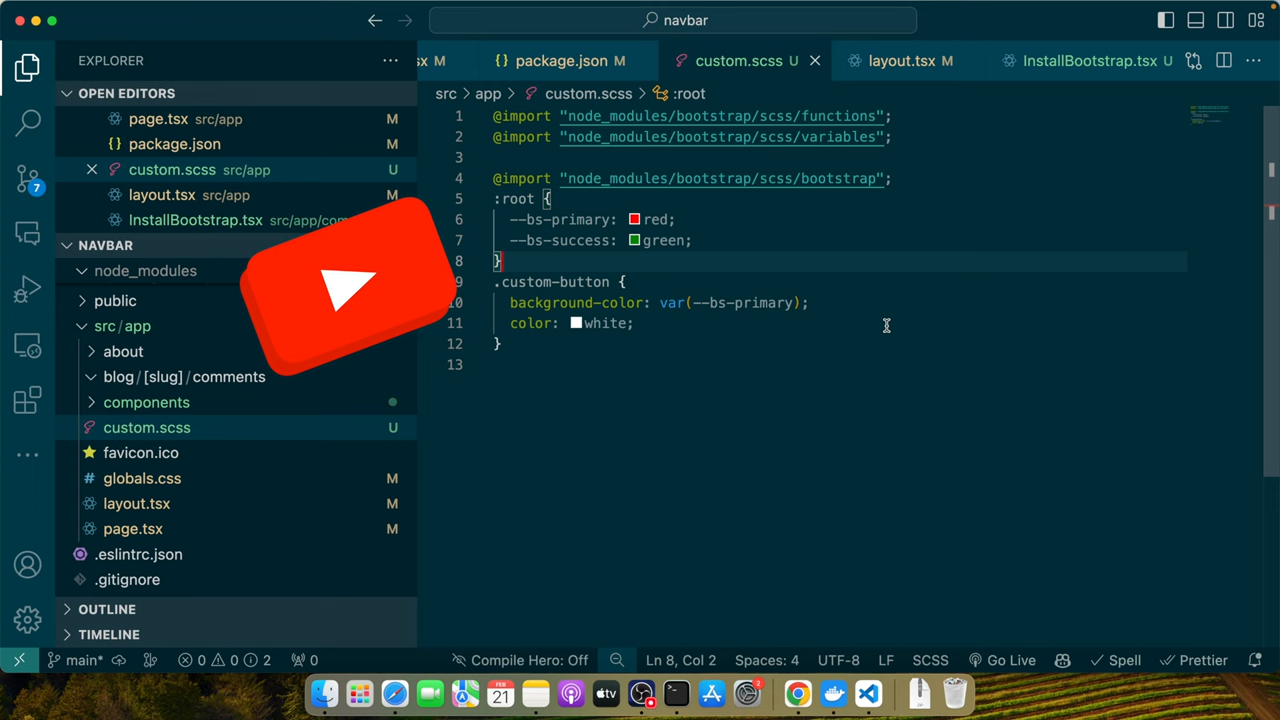 navbar
EXPLORER
sx M
package.json M
custom.scss U
layout.tsx M
InstallBootstrap.tsx U
OPEN EDITORS
page.tsx src/app M
package.json M
custom.scss src/app U
layout.tsx src/app M
InstallBootstrap.tsx src/app/com
NAVBAR
node_modules
public
src/app
about
blog/[slug]/comments
components
custom.scss U
favicon.ico
globals.css M
layout.tsx M
page.tsx M
.eslintrc.json
.gitignore
OUTLINE
TIMELINE
7
src > app > custom.scss > :root
1 @import "node_modules/bootstrap/scss/functions";
2 @import "node_modules/bootstrap/scss/variables";
3
4 @import "node_modules/bootstrap/scss/bootstrap";
5 :root {
6 --bs-primary: red;
7 --bs-success: green;
8 }
9 .custom-button {
10 background-color: var(--bs-primary);
11 color: white;
12 }
13
main* 0 0 2 0 Compile Hero: Off Ln 8, Col 2 Spaces: 4 UTF-8 LF SCSS Go Live Spell Prettier
FEB
21
tv
2